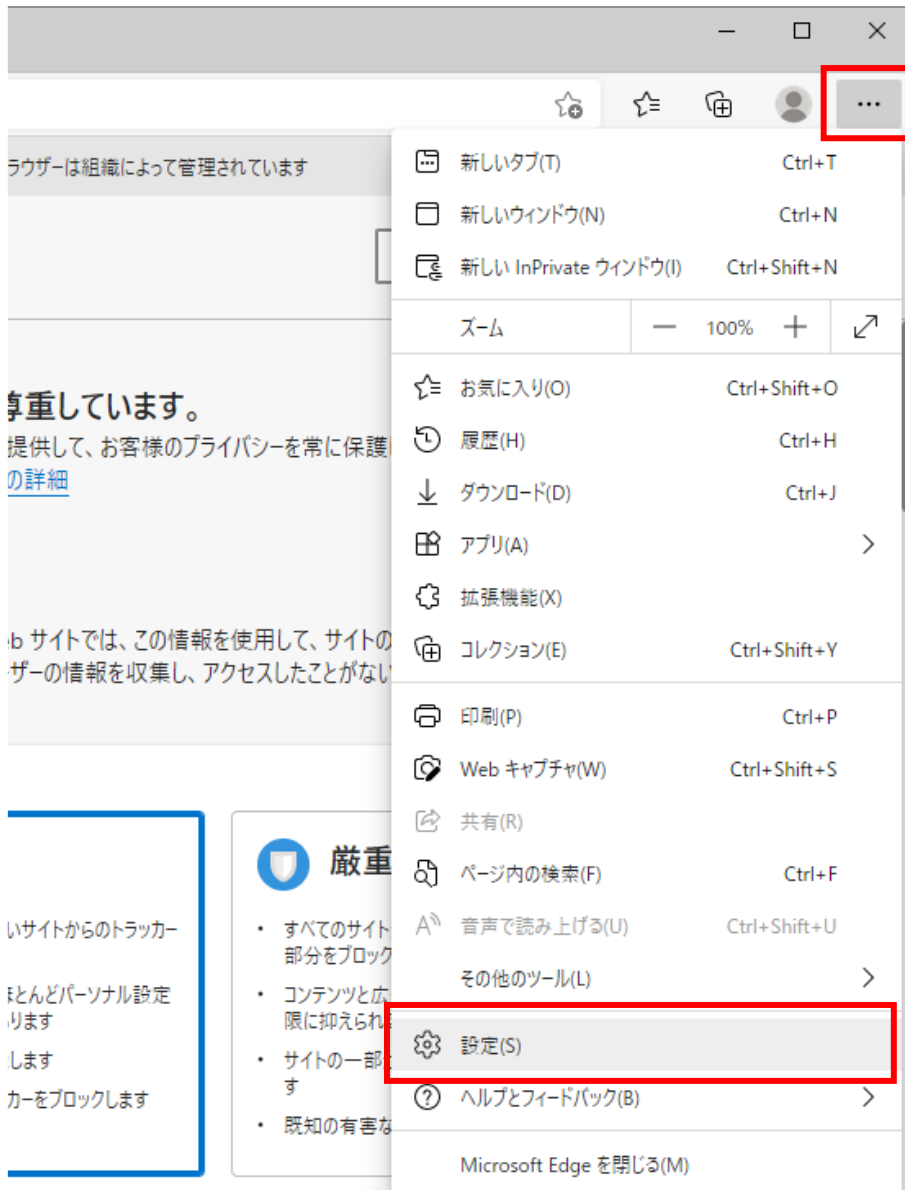 ラウザーは組織によって管理されています
尊重しています。
提供して、お客様のプライバシーを常に保護
の詳細
eb サイトでは、この情報を使用して、サイトの
ーザーの情報を収集し、アクセスしたことがない
いサイトからのトラッカー
ほとんどパーソナル設定
ります
します
カーをブロックします
厳重
• すべてのサイト
部分をブロック
• コンテンツと広
限に抑えられ
• サイトの一部
す
• 既知の有害な
新しいタブ(T) Ctrl+T
新しいウィンドウ(N) Ctrl+N
新しい InPrivate ウィンドウ(I) Ctrl+Shift+N
ズーム 100%
お気に入り(O) Ctrl+Shift+O
履歴(H) Ctrl+H
ダウンロード(D) Ctrl+J
アプリ(A)
拡張機能(X)
コレクション(E) Ctrl+Shift+Y
印刷(P) Ctrl+P
Web キャプチャ(W) Ctrl+Shift+S
共有(R)
ページ内の検索(F) Ctrl+F
音声で読み上げる(U) Ctrl+Shift+U
その他のツール(L)
設定(S)
ヘルプとフィードバック(B)
Microsoft Edge を閉じる(M)